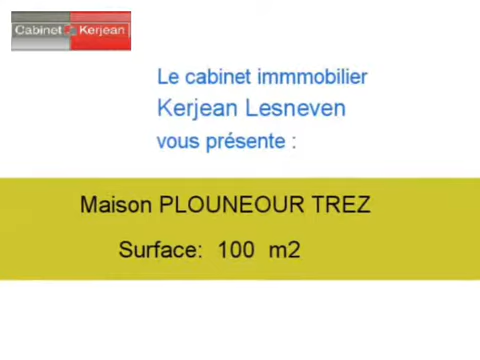 Cabinet Kerjean
Le cabinet immmobilier
Kerjean Lesneven
vous présente :
Maison PLOUNEOUR TREZ
Surface: 100 m2